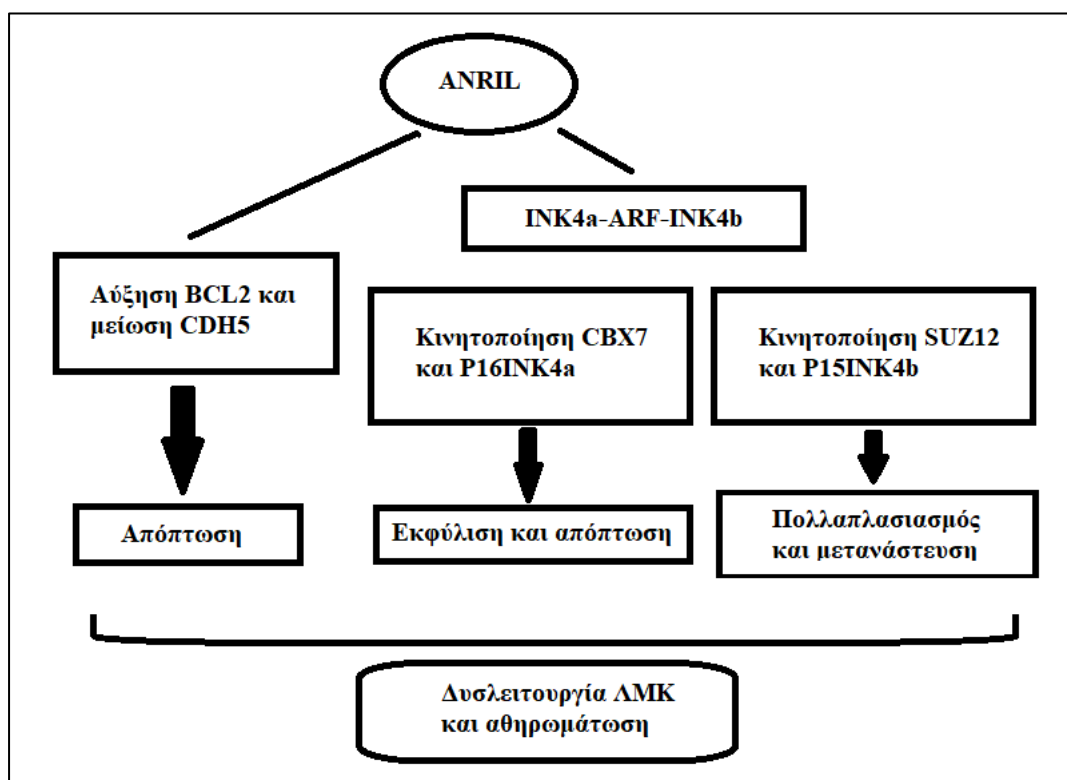 ANRIL
INK4a-ARF-INK4b
Αύξηση BCL2 και
μείωση CDH5
Κινητοποίηση CBX7
και P16INK4a
Κινητοποίηση SUZ12
και P15INK4b
Απόπτωση
Εκφύλιση και απόπτωση
Πολλαπλασιασμός
και μετανάστευση
Δυσλειτουργία ΛΜΚ
και αθηρωμάτωση